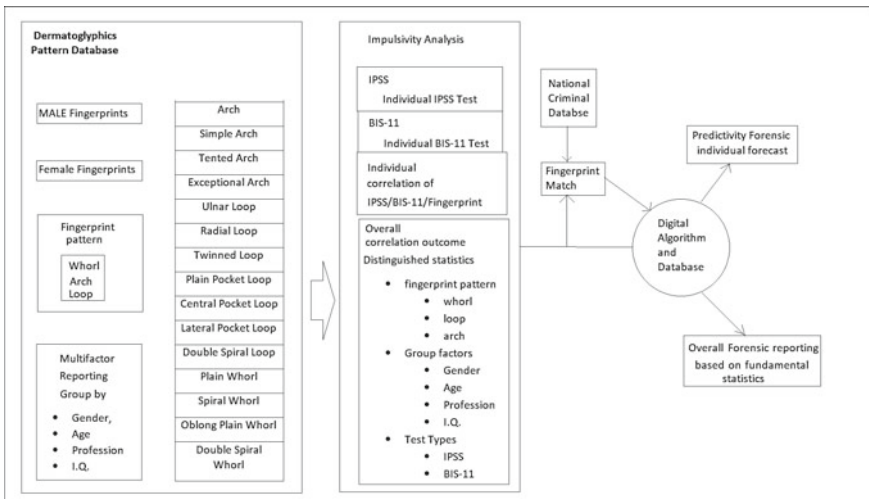 Dermatoglyphics
Pattern Database
MALE Fingerprints
Female Fingerprints
Fingerprint
pattern
Whorl
Arch
Loop
Multifactor
Reporting
Group by
• Gender,
• Age
• Profession
• I.Q.
Arch
Simple Arch
Tented Arch
Exceptional Arch
Ulnar Loop
Radial Loop
Twinned Loop
Plain Pocket Loop
Central Pocket Loop
Lateral Pocket Loop
Double Spiral Loop
Plain Whorl
Spiral Whorl
Oblong Plain Whorl
Double Spiral
Whorl
Impulsivity Analysis
IPSS
Individual IPSS Test
BIS-11
Individual BIS-11 Test
Individual
correlation of
IPSS/BIS-11/Fingerprint
Overall
correlation outcome
Distinguished statistics
• fingerprint pattern
• whorl
• loop
• arch
• Group factors
• Gender
• Age
• Profession
• I.Q.
• Test Types
• IPSS
• BIS-11
National
Criminal
Databse
Fingerprint
Match
Digital
Algorithm
and
Database
Predictivity Forensic
individual forecast
Overall Forensic reporting
based on fundamental
statistics